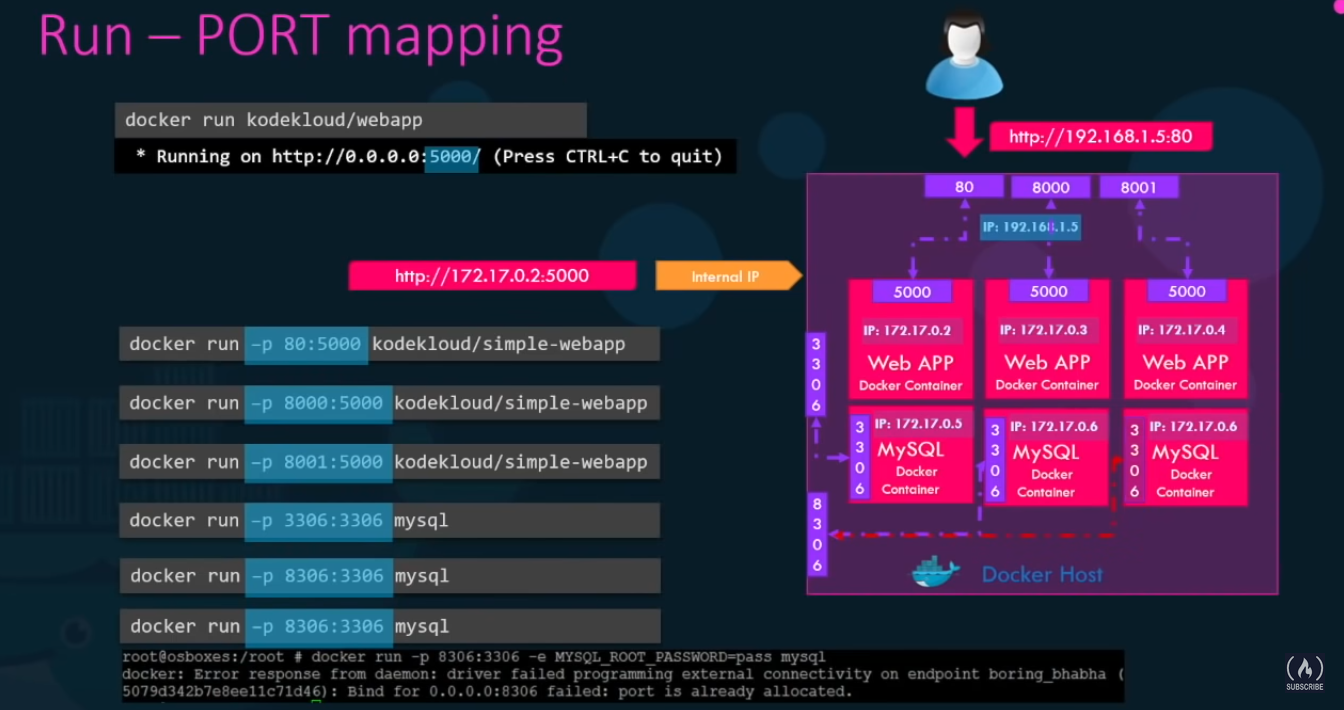 Run – PORT mapping
docker run kodekloud/webapp
* Running on http://0.0.0.0:5000/ (Press CTRL+C to quit)
http://192.168.1.5:80
80
8000
8001
IP: 192.168.1.5
http://172.17.0.2:5000
Internal IP
5000
5000
5000
IP: 172.17.0.2
IP: 172.17.0.3
IP: 172.17.0.4
Web APP
Web APP
Web APP
Docker Container
Docker Container
Docker Container
3306
3306
IP: 172.17.0.5
MySQL
Docker
Container
3306
IP: 172.17.0.6
MySQL
Docker
Container
3306
IP: 172.17.0.6
MySQL
Docker
Container
8306
Docker Host
docker run -p 80:5000 kodekloud/simple-webapp
docker run -p 8000:5000 kodekloud/simple-webapp
docker run -p 8001:5000 kodekloud/simple-webapp
docker run -p 3306:3306 mysql
docker run -p 8306:3306 mysql
docker run -p 8306:3306 mysql
root@osboxes:/root # docker run -p 8306:3306 -e MYSQL_ROOT_PASSWORD=pass mysql
docker: Error response from daemon: driver failed programming external connectivity on endpoint boring_bhabha (
5079d342b7e8ee11c71d46): Bind for 0.0.0.0:8306 failed: port is already allocated.
SUBSCRIBE